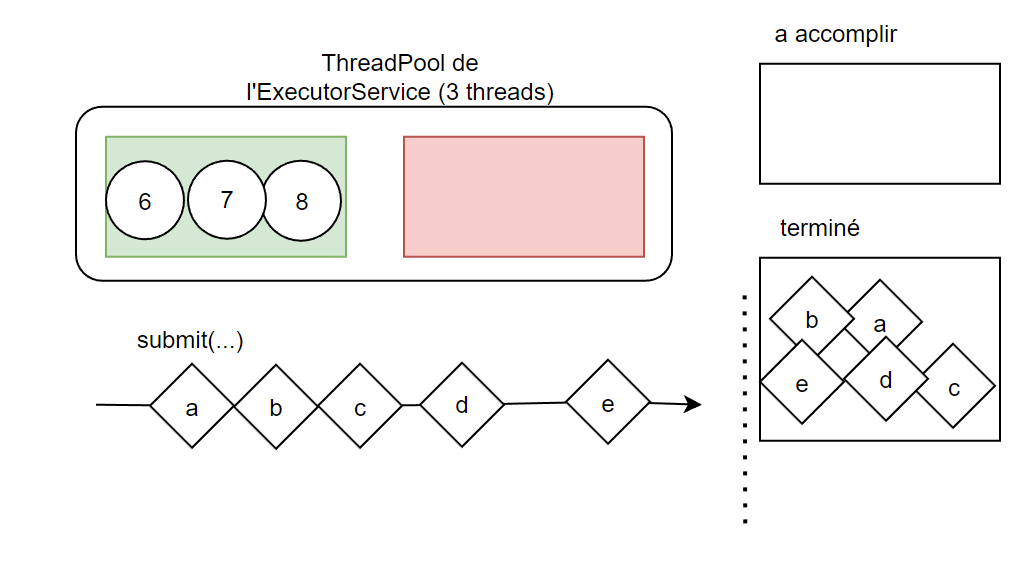 a accomplir
ThreadPool de
l'ExecutorService (3 threads)
6 7 8
terminé
b a
e d c
submit(...)
a b c d e